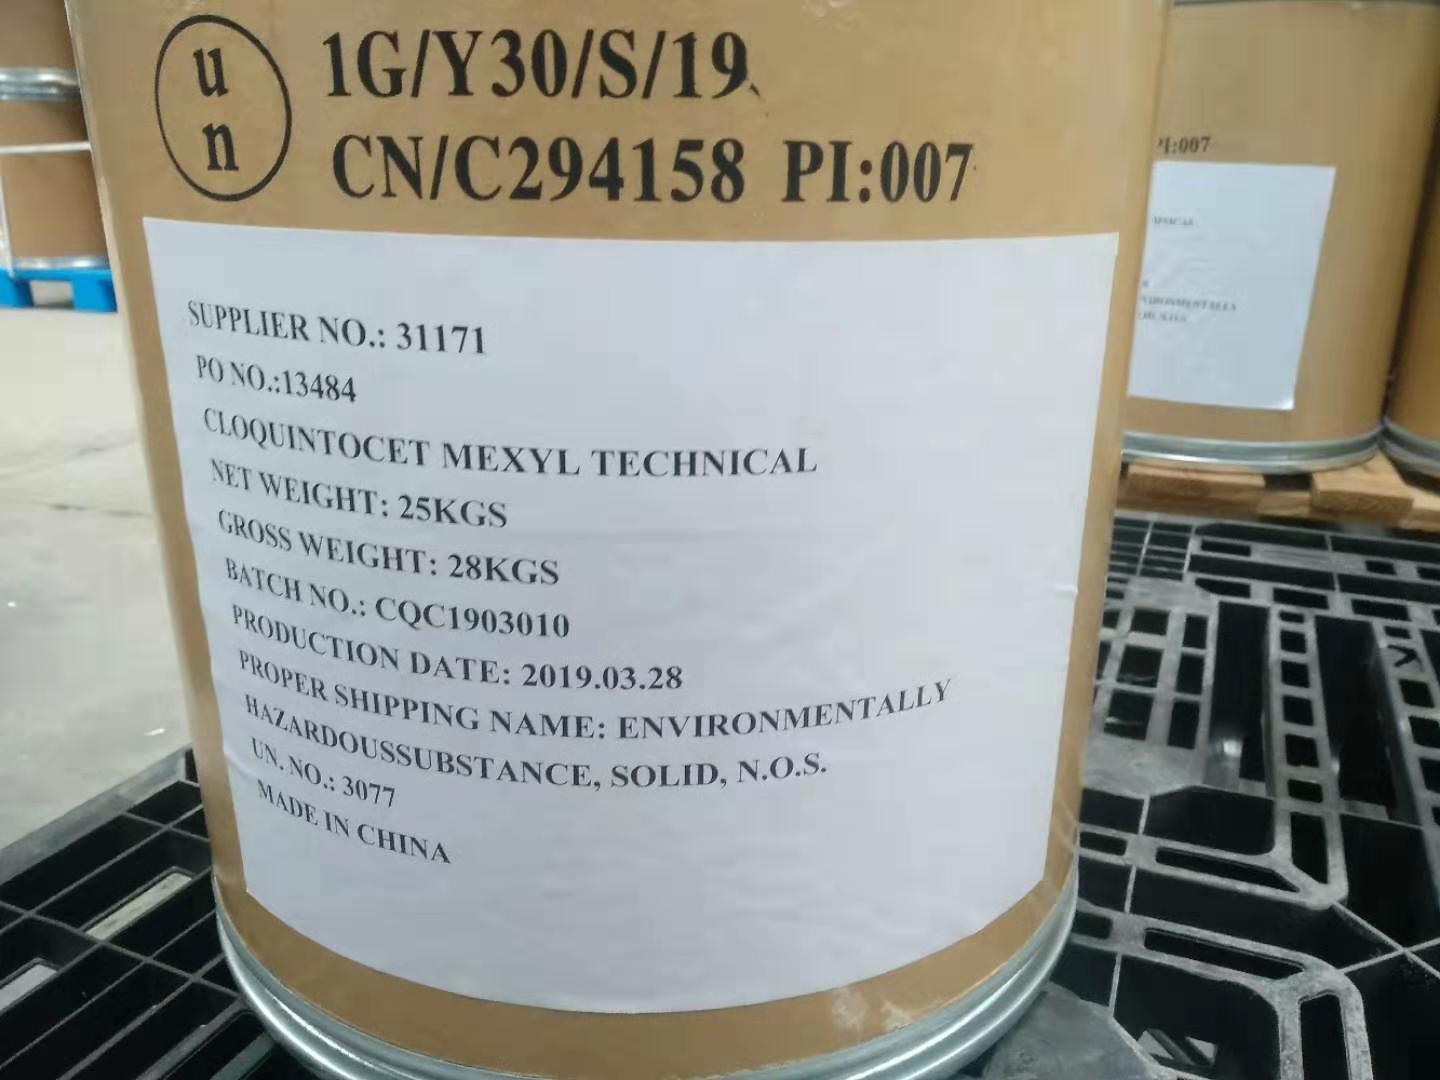 un
1G/Y30/S/19
CN/C294158 PI:007
SUPPLIER NO.: 31171
PO NO.:13484
CLOQUINTOCET MEXYL TECHNICAL
NET WEIGHT: 25KGS
GROSS WEIGHT: 28KGS
BATCH NO.: CQC1903010
PRODUCTION DATE: 2019.03.28
PROPER SHIPPING NAME: ENVIRONMENTALLY
HAZARDOUSSUBSTANCE, SOLID, N.O.S.
UN. NO.: 3077
MADE IN CHINA
PI:007